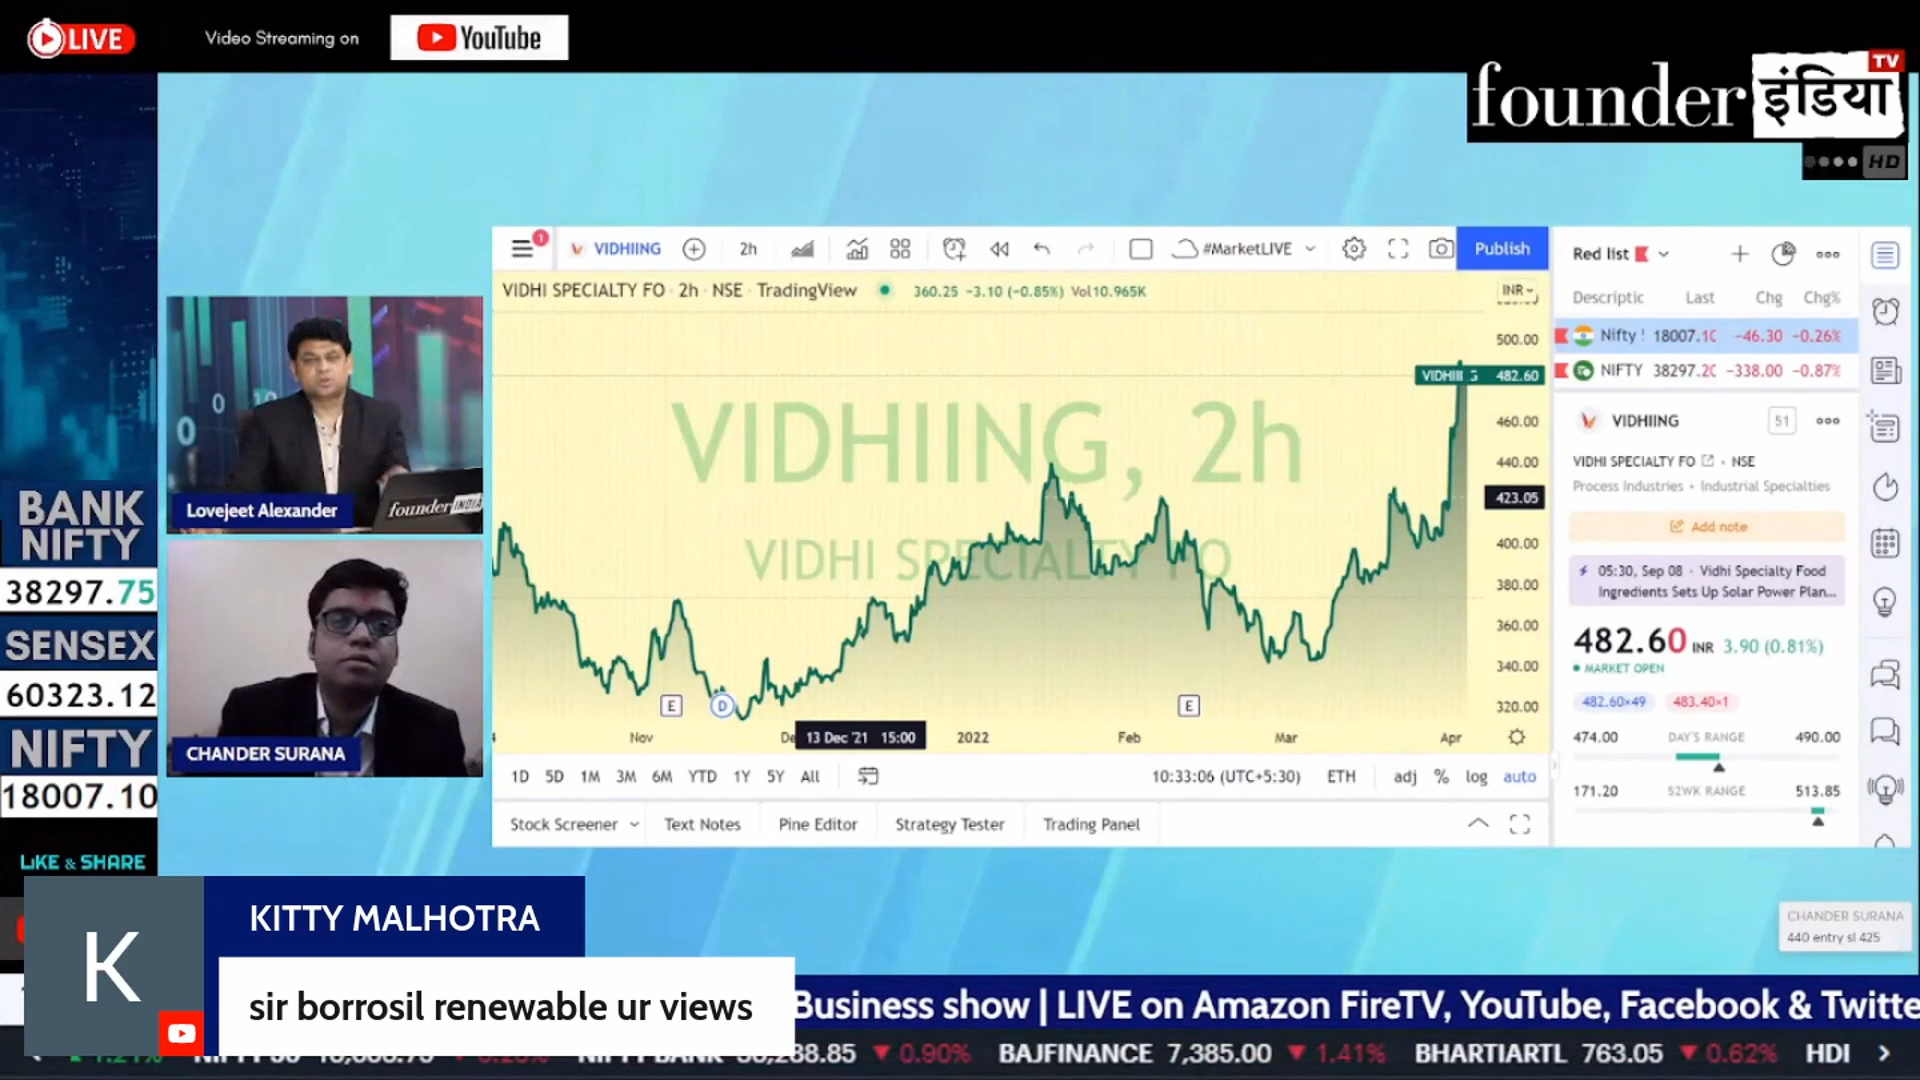 LIVE
Video Streaming on
YouTube
founder इंडिया
TV
HD
BANK
NIFTY
38297.75
SENSEX
60323.12
NIFTY
18007.10
LIKE & SHARE
Lovejeet Alexander
founder INDIA
CHANDER SURANA
1
VIDHIING
2h
#MarketLIVE
Publish
VIDHI SPECIALTY FO · 2h · NSE · TradingView
360.25 −3.10 (−0.85%) Vol 10.965K
INR
500.00
482.60
460.00
440.00
423.05
400.00
380.00
360.00
340.00
320.00
VIDHIING, 2h
VIDHI SPECIALTY FO
E
D
E
Nov
13 Dec '21 15:00
2022
Feb
Mar
Apr
1D 5D 1M 3M 6M YTD 1Y 5Y All
10:33:06 (UTC+5:30) ETH adj % log auto
Stock Screener Text Notes Pine Editor Strategy Tester Trading Panel
Red list
Descriptic Last Chg Chg%
Nifty 18007.10 −46.30 −0.26%
NIFTY 38297.20 −338.00 −0.87%
VIDHIING
51
VIDHI SPECIALTY FO · NSE
Process Industries • Industrial Specialties
Add note
05:30, Sep 08 · Vidhi Specialty Food
Ingredients Sets Up Solar Power Plan...
482.60 INR 3.90 (0.81%)
MARKET OPEN
482.60×49 483.40×1
474.00 DAY'S RANGE 490.00
171.20 52WK RANGE 513.85
CHANDER SURANA
440 entry sl 425
K
KITTY MALHOTRA
sir borrosil renewable ur views
Business show | LIVE on Amazon FireTV, YouTube, Facebook & Twitte
BAJFINANCE 7,385.00 ▼ 1.41% BHARTIARTL 763.05 ▼ 0.62% HDI